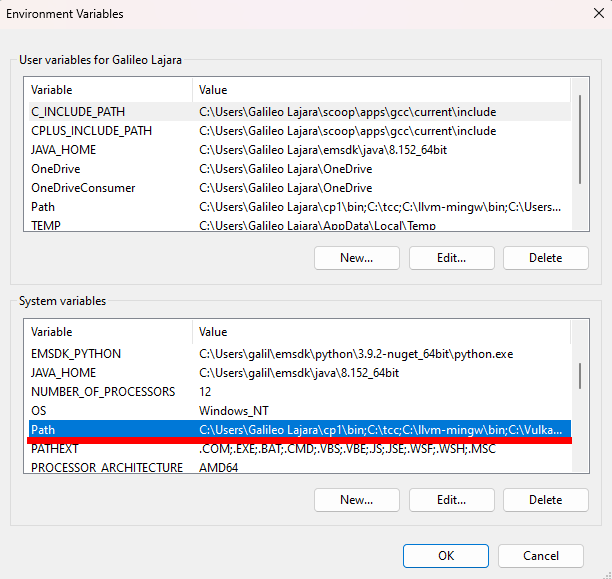 Environment Variables
User variables for Galileo Lajara
Variable Value
C_INCLUDE_PATH C:\Users\Galileo Lajara\scoop\apps\gcc\current\include
CPLUS_INCLUDE_PATH C:\Users\Galileo Lajara\scoop\apps\gcc\current\include
JAVA_HOME C:\Users\Galileo Lajara\emsdk\java\8.152_64bit
OneDrive C:\Users\Galileo Lajara\OneDrive
OneDriveConsumer C:\Users\Galileo Lajara\OneDrive
Path C:\Users\Galileo Lajara\cp1\bin;C:\tcc;C:\llvm-mingw\bin;C:\Users...
TEMP C:\Users\Galileo Lajara\AppData\Local\Temp
New... Edit... Delete
System variables
Variable Value
EMSDK_PYTHON C:\Users\galil\emsdk\python\3.9.2-nuget_64bit\python.exe
JAVA_HOME C:\Users\galil\emsdk\java\8.152_64bit
NUMBER_OF_PROCESSORS 12
OS Windows_NT
Path C:\Users\Galileo Lajara\cp1\bin;C:\tcc;C:\llvm-mingw\bin;C:\Vulka...
PATHEXT .COM;.EXE;.BAT;.CMD;.VBS;.VBE;.JS;.JSE;.WSF;.WSH;.MSC
PROCESSOR_ARCHITECTURE AMD64
New... Edit... Delete
OK Cancel